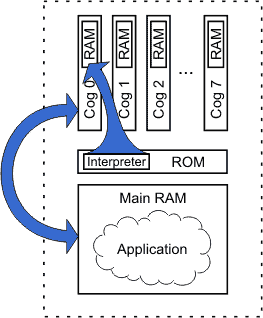 RAM RAM RAM ... RAM
Cog 0 Cog 1 Cog 2 Cog 7
Interpreter ROM
Main RAM
Application